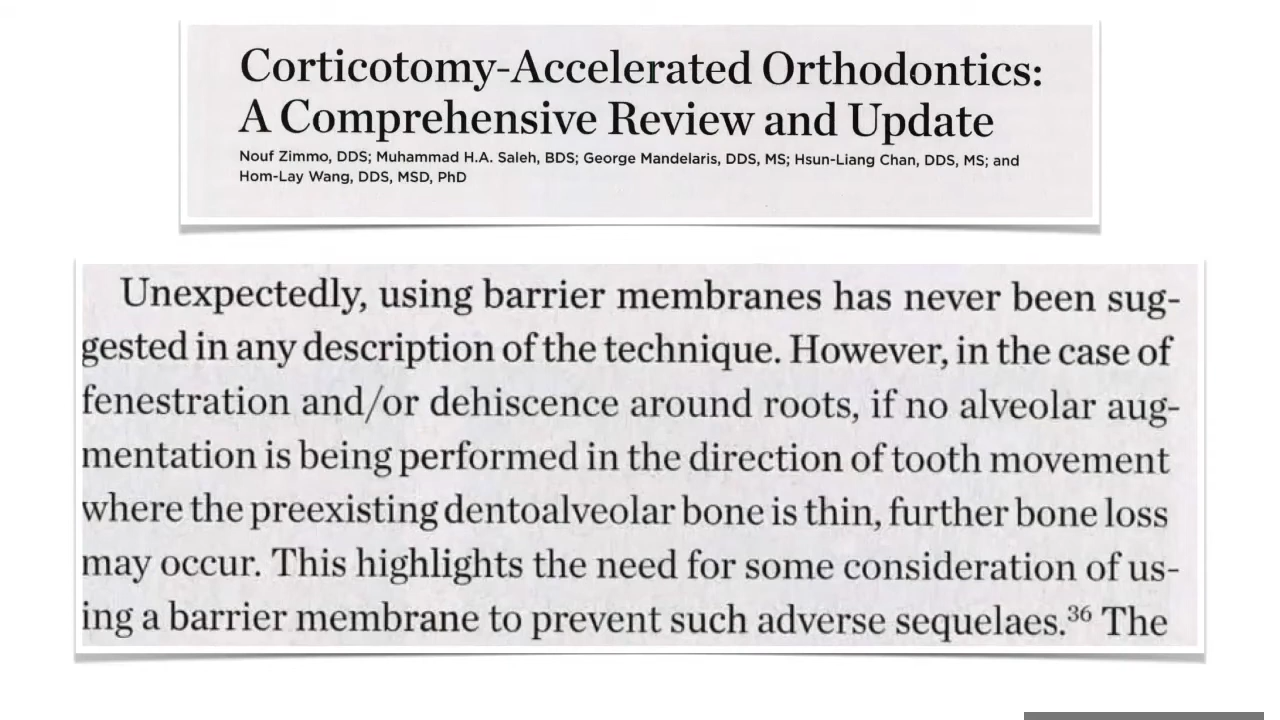 Corticotomy-Accelerated Orthodontics:
A Comprehensive Review and Update
Nouf Zimmo, DDS; Muhammad H.A. Saleh, BDS; George Mandelaris, DDS, MS; Hsun-Liang Chan, DDS, MS; and
Hom-Lay Wang, DDS, MSD, PhD
Unexpectedly, using barrier membranes has never been sug-
gested in any description of the technique. However, in the case of
fenestration and/or dehiscence around roots, if no alveolar aug-
mentation is being performed in the direction of tooth movement
where the preexisting dentoalveolar bone is thin, further bone loss
may occur. This highlights the need for some consideration of us-
ing a barrier membrane to prevent such adverse sequelaes.³⁶ The